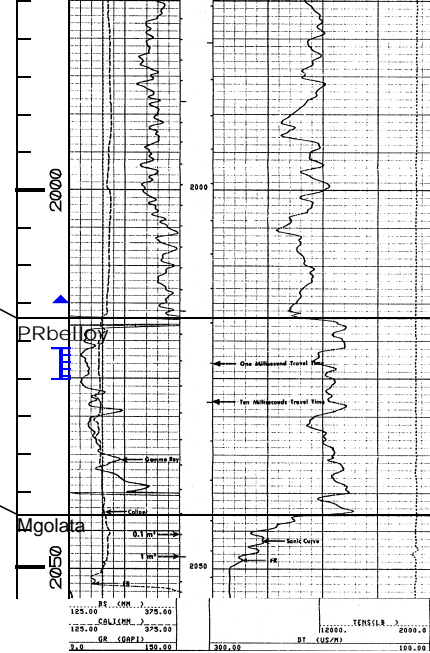 2000
2000
PRbelloy
One Millisecond Travel Time
Ten Milliseconds Travel Time
Gamma Ray
Caliper
Mgolata
0.1 m³
Sonic Curve
1 m³
FR
2050
2050
FR
BS (MM )
125.00 375.00
CALI(MM ) TENS(LB )
125.00 375.00 12000. 2000.0
GR (GAPI) DT (US/M)
0.0 150.00 300.00 100.00